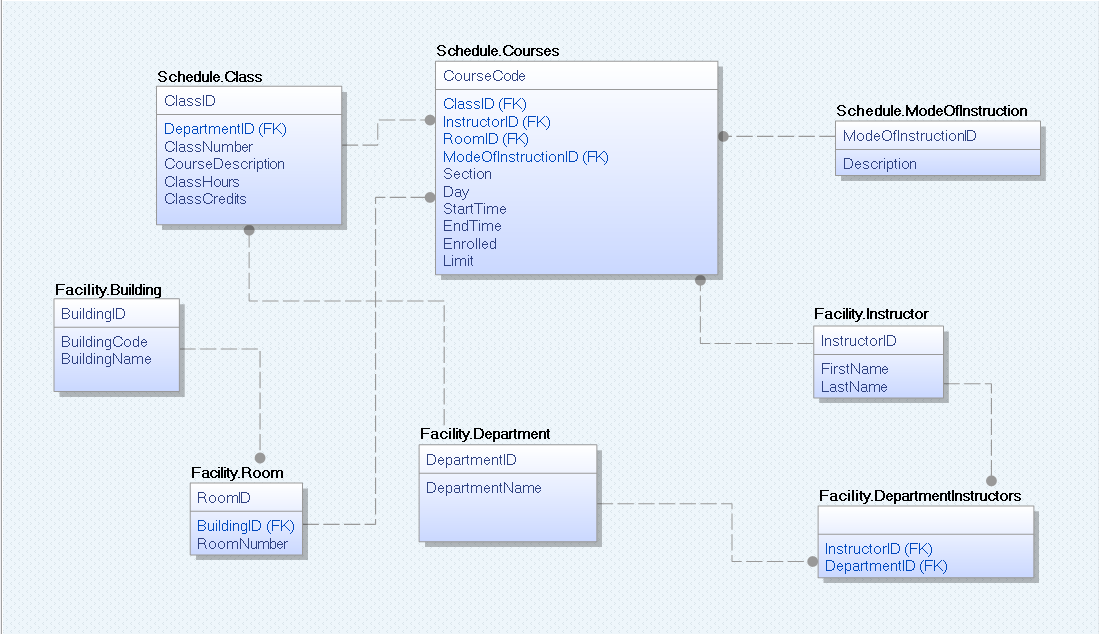 Schedule.Class
ClassID
DepartmentID (FK)
ClassNumber
CourseDescription
ClassHours
ClassCredits
Schedule.Courses
CourseCode
ClassID (FK)
InstructorID (FK)
RoomID (FK)
ModeOfInstructionID (FK)
Section
Day
StartTime
EndTime
Enrolled
Limit
Schedule.ModeOfInstruction
ModeOfInstructionID
Description
Facility.Building
BuildingID
BuildingCode
BuildingName
Facility.Instructor
InstructorID
FirstName
LastName
Facility.Room
RoomID
BuildingID (FK)
RoomNumber
Facility.Department
DepartmentID
DepartmentName
Facility.DepartmentInstructors
InstructorID (FK)
DepartmentID (FK)